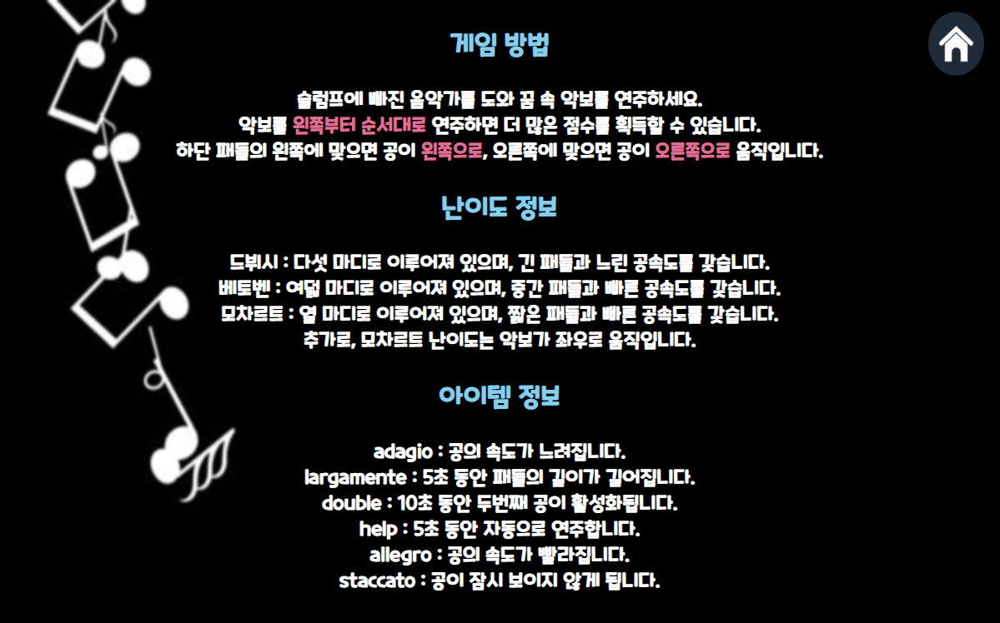 게임 방법
슬럼프에 빠진 음악가를 도와 꿈 속 악보를 연주하세요.
악보를 왼쪽부터 순서대로 연주하면 더 많은 점수를 획득할 수 있습니다.
하단 패들의 왼쪽에 맞으면 공이 왼쪽으로, 오른쪽에 맞으면 공이 오른쪽으로 움직입니다.
난이도 정보
드뷔시 : 다섯 마디로 이루어져 있으며, 긴 패들과 느린 공속도를 갖습니다.
베토벤 : 여덟 마디로 이루어져 있으며, 중간 패들과 빠른 공속도를 갖습니다.
모차르트 : 열 마디로 이루어져 있으며, 짧은 패들과 빠른 공속도를 갖습니다.
추가로, 모차르트 난이도는 악보가 좌우로 움직입니다.
아이템 정보
adagio : 공의 속도가 느려집니다.
largamente : 5초 동안 패들의 길이가 길어집니다.
double : 10초 동안 두번째 공이 활성화됩니다.
help : 5초 동안 자동으로 연주합니다.
allegro : 공의 속도가 빨라집니다.
staccato : 공이 잠시 보이지 않게 됩니다.